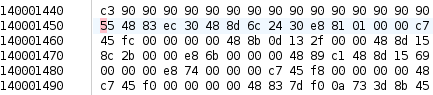 140001440 c3 90 90 90 90 90 90 90 90 90 90 90 90 90 90 90
140001450 55 48 83 ec 30 48 8d 6c 24 30 e8 81 01 00 00 c7
140001460 45 fc 00 00 00 00 48 8b 0d 13 2f 00 00 48 8d 15
140001470 8c 2b 00 00 e8 6b 00 00 00 48 89 c1 48 8d 15 69
140001480 00 00 00 e8 74 00 00 00 c7 45 f8 00 00 00 00 48
140001490 c7 45 f0 00 00 00 00 48 83 7d f0 0a 73 3d 8b 45